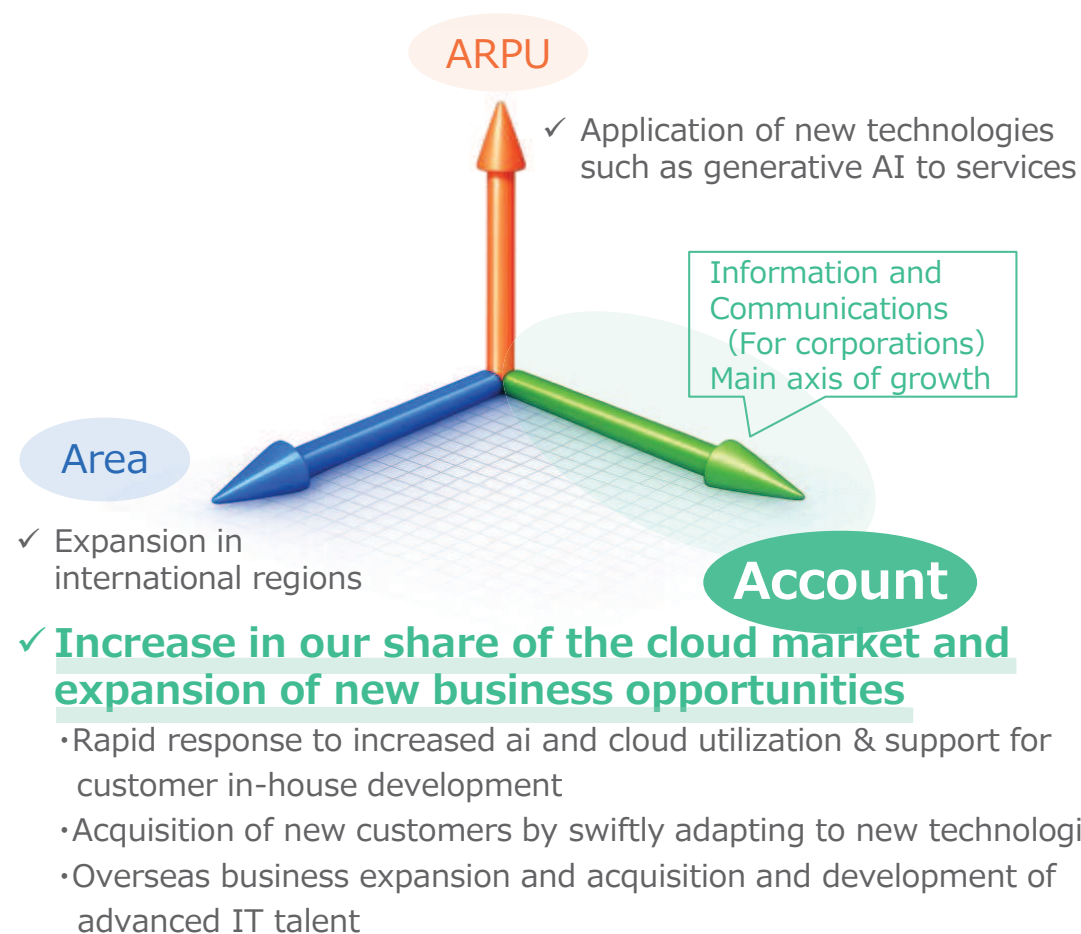 ARPU
✓ Application of new technologies
such as generative AI to services
Information and
Communications
（For corporations）
Main axis of growth
Area
✓ Expansion in
international regions
Account
✓ Increase in our share of the cloud market and
expansion of new business opportunities
・Rapid response to increased ai and cloud utilization & support for
customer in-house development
・Acquisition of new customers by swiftly adapting to new technologi
・Overseas business expansion and acquisition and development of
advanced IT talent